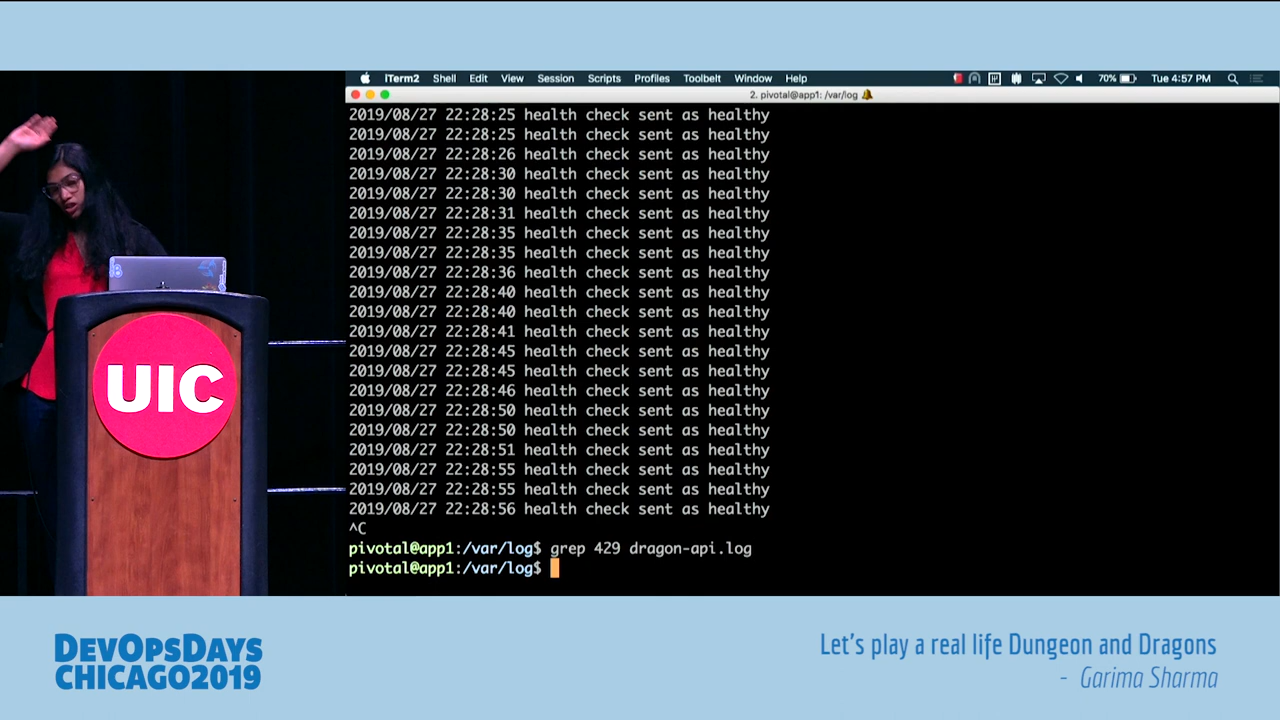 iTerm2 Shell Edit View Session Scripts Profiles Toolbelt Window Help 70% Tue 4:57 PM
2. pivotal@app1: /var/log
2019/08/27 22:28:25 health check sent as healthy
2019/08/27 22:28:25 health check sent as healthy
2019/08/27 22:28:26 health check sent as healthy
2019/08/27 22:28:30 health check sent as healthy
2019/08/27 22:28:30 health check sent as healthy
2019/08/27 22:28:31 health check sent as healthy
2019/08/27 22:28:35 health check sent as healthy
2019/08/27 22:28:35 health check sent as healthy
2019/08/27 22:28:36 health check sent as healthy
2019/08/27 22:28:40 health check sent as healthy
2019/08/27 22:28:40 health check sent as healthy
2019/08/27 22:28:41 health check sent as healthy
2019/08/27 22:28:45 health check sent as healthy
2019/08/27 22:28:45 health check sent as healthy
2019/08/27 22:28:46 health check sent as healthy
2019/08/27 22:28:50 health check sent as healthy
2019/08/27 22:28:50 health check sent as healthy
2019/08/27 22:28:51 health check sent as healthy
2019/08/27 22:28:55 health check sent as healthy
2019/08/27 22:28:55 health check sent as healthy
2019/08/27 22:28:56 health check sent as healthy
^C
pivotal@app1:/var/log$ grep 429 dragon-api.log
pivotal@app1:/var/log$
UIC
DevOpsDays
CHICAGO2019
Let's play a real life Dungeon and Dragons
- Garima Sharma